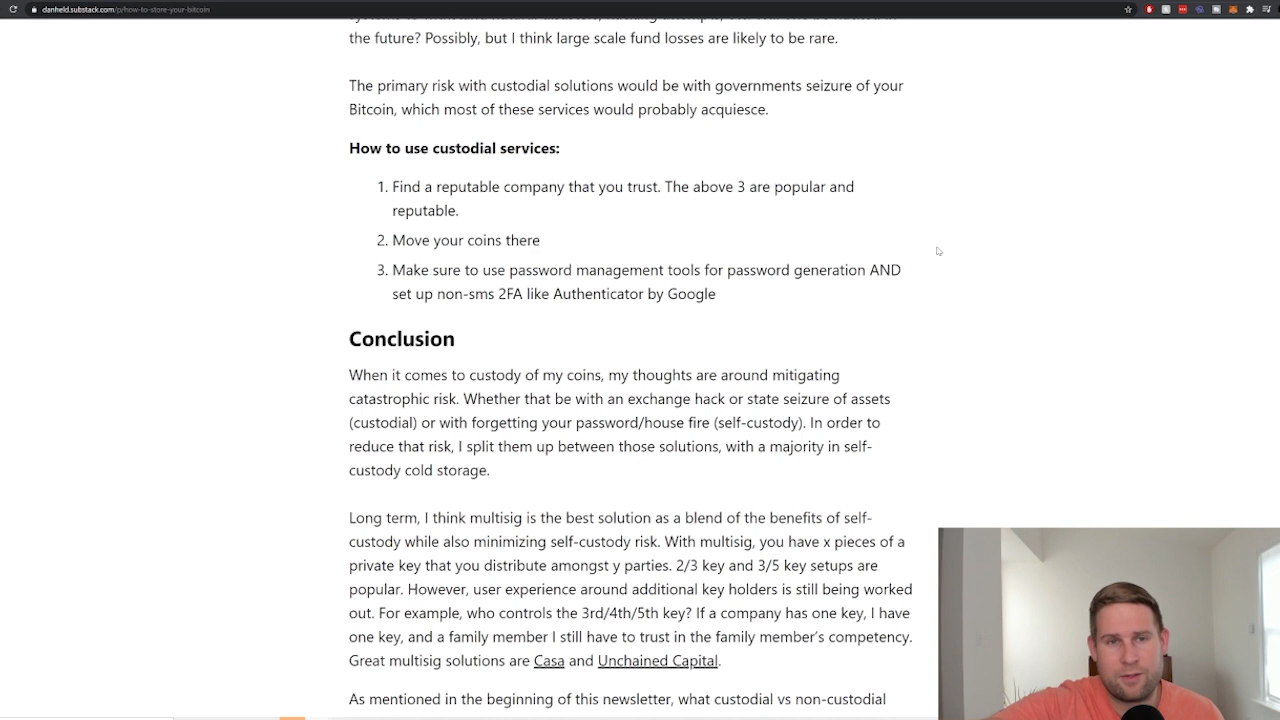 danheld.substack.com/p/how-to-store-your-bitcoin
the future? Possibly, but I think large scale fund losses are likely to be rare.
The primary risk with custodial solutions would be with governments seizure of your
Bitcoin, which most of these services would probably acquiesce.
How to use custodial services:
1. Find a reputable company that you trust. The above 3 are popular and
reputable.
2. Move your coins there
3. Make sure to use password management tools for password generation AND
set up non-sms 2FA like Authenticator by Google
Conclusion
When it comes to custody of my coins, my thoughts are around mitigating
catastrophic risk. Whether that be with an exchange hack or state seizure of assets
(custodial) or with forgetting your password/house fire (self-custody). In order to
reduce that risk, I split them up between those solutions, with a majority in self-
custody cold storage.
Long term, I think multisig is the best solution as a blend of the benefits of self-
custody while also minimizing self-custody risk. With multisig, you have x pieces of a
private key that you distribute amongst y parties. 2/3 key and 3/5 key setups are
popular. However, user experience around additional key holders is still being worked
out. For example, who controls the 3rd/4th/5th key? If a company has one key, I have
one key, and a family member I still have to trust in the family member's competency.
Great multisig solutions are Casa and Unchained Capital.
As mentioned in the beginning of this newsletter, what custodial vs non-custodial